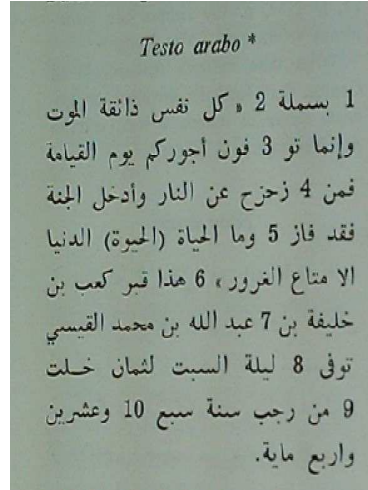 Testo arabo *
1 بسملة 2 « كل نفس ذائقة الموت
وإنما تو 3 فون أجوركم يوم القيامة
فمن 4 زحزح عن النار وأدخل الجنة
فقد فاز 5 وما الحياة (الحيوة) الدنيا
الا متاع الغرور » 6 هذا قبر كعب بن
خليفة بن 7 عبد الله بن محمد القيسي
توفى 8 ليلة السبت لثمان خلت
9 من رجب سنة سبع 10 وعشرين
واربع ماية.